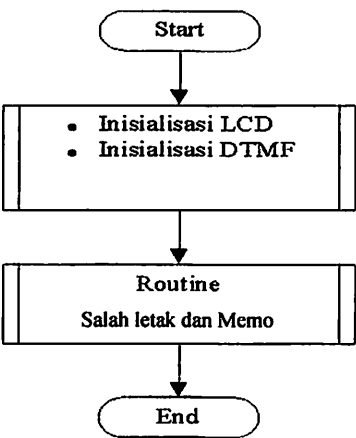 Start
• Inisialisasi LCD
• Inisialisasi DTMF
Routine
Salah letak dan Memo
End